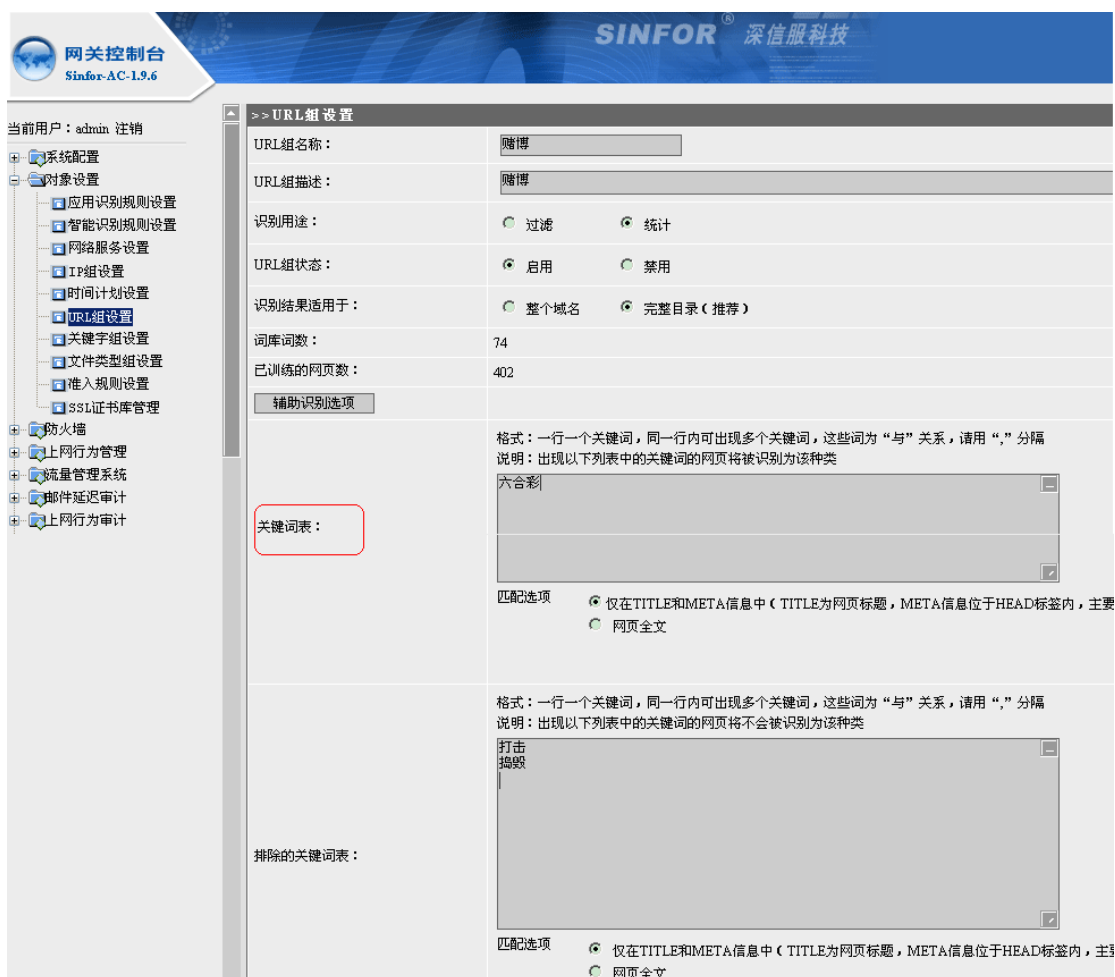 SINFOR® 深信服科技
网关控制台
Sinfor-AC-1.9.6
当前用户：admin 注销
系统配置
对象设置
应用识别规则设置
智能识别规则设置
网络服务设置
IP组设置
时间计划设置
URL组设置
关键字组设置
文件类型组设置
准入规则设置
SSL证书库管理
防火墙
上网行为管理
流量管理系统
邮件延迟审计
上网行为审计
>>URL组设置
URL组名称：
赌博
URL组描述：
赌博
识别用途：
过滤 统计
URL组状态：
启用 禁用
识别结果适用于：
整个域名 完整目录（推荐）
词库词数：
74
已训练的网页数：
402
辅助识别选项
关键词表：
格式：一行一个关键词，同一行内可出现多个关键词，这些词为“与”关系，请用“,”分隔
说明：出现以下列表中的关键词的网页将被识别为该种类
六合彩
匹配选项
仅在TITLE和META信息中（TITLE为网页标题，META信息位于HEAD标签内，主要
网页全文
排除的关键词表：
格式：一行一个关键词，同一行内可出现多个关键词，这些词为“与”关系，请用“,”分隔
说明：出现以下列表中的关键词的网页将不会被识别为该种类
打击
捣毁
匹配选项
仅在TITLE和META信息中（TITLE为网页标题，META信息位于HEAD标签内，主
网页全文